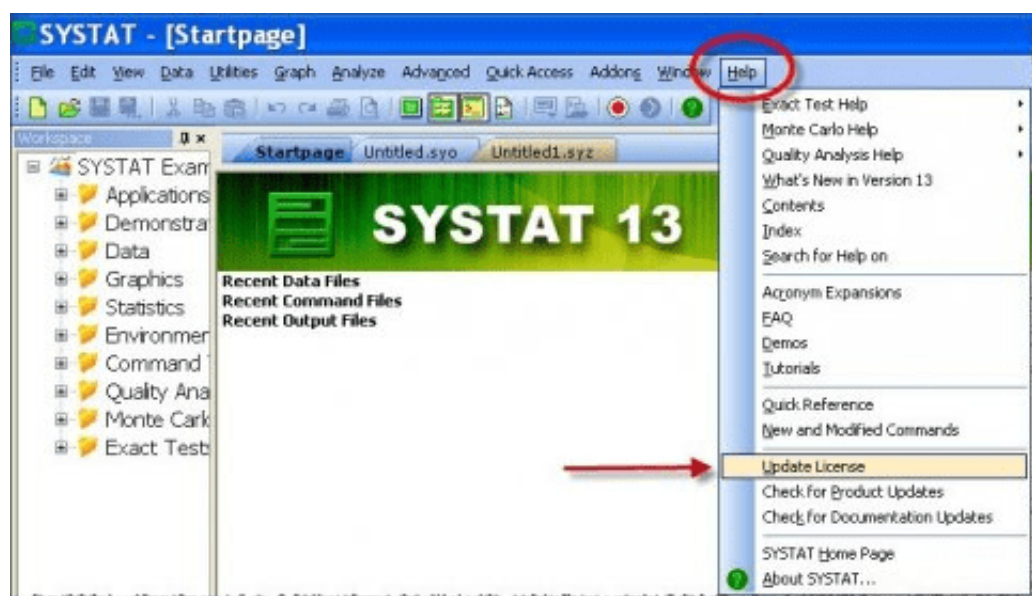 SYSTAT - [Startpage]
File Edit View Data Utilities Graph Analyze Advanced Quick Access Addons Window Help
Workspace
Startpage Untitled.syo Untitled1.syz
SYSTAT Exam
Applications
Demonstra
Data
Graphics
Statistics
Environmen
Command
Quality Ana
Monte Carl
Exact Tests
SYSTAT 13
Recent Data Files
Recent Command Files
Recent Output Files
Exact Test Help
Monte Carlo Help
Quality Analysis Help
What's New in Version 13
Contents
Index
Search for Help on
Acronym Expansions
FAQ
Demos
Tutorials
Quick Reference
New and Modified Commands
Update License
Check for Product Updates
Check for Documentation Updates
SYSTAT Home Page
About SYSTAT...